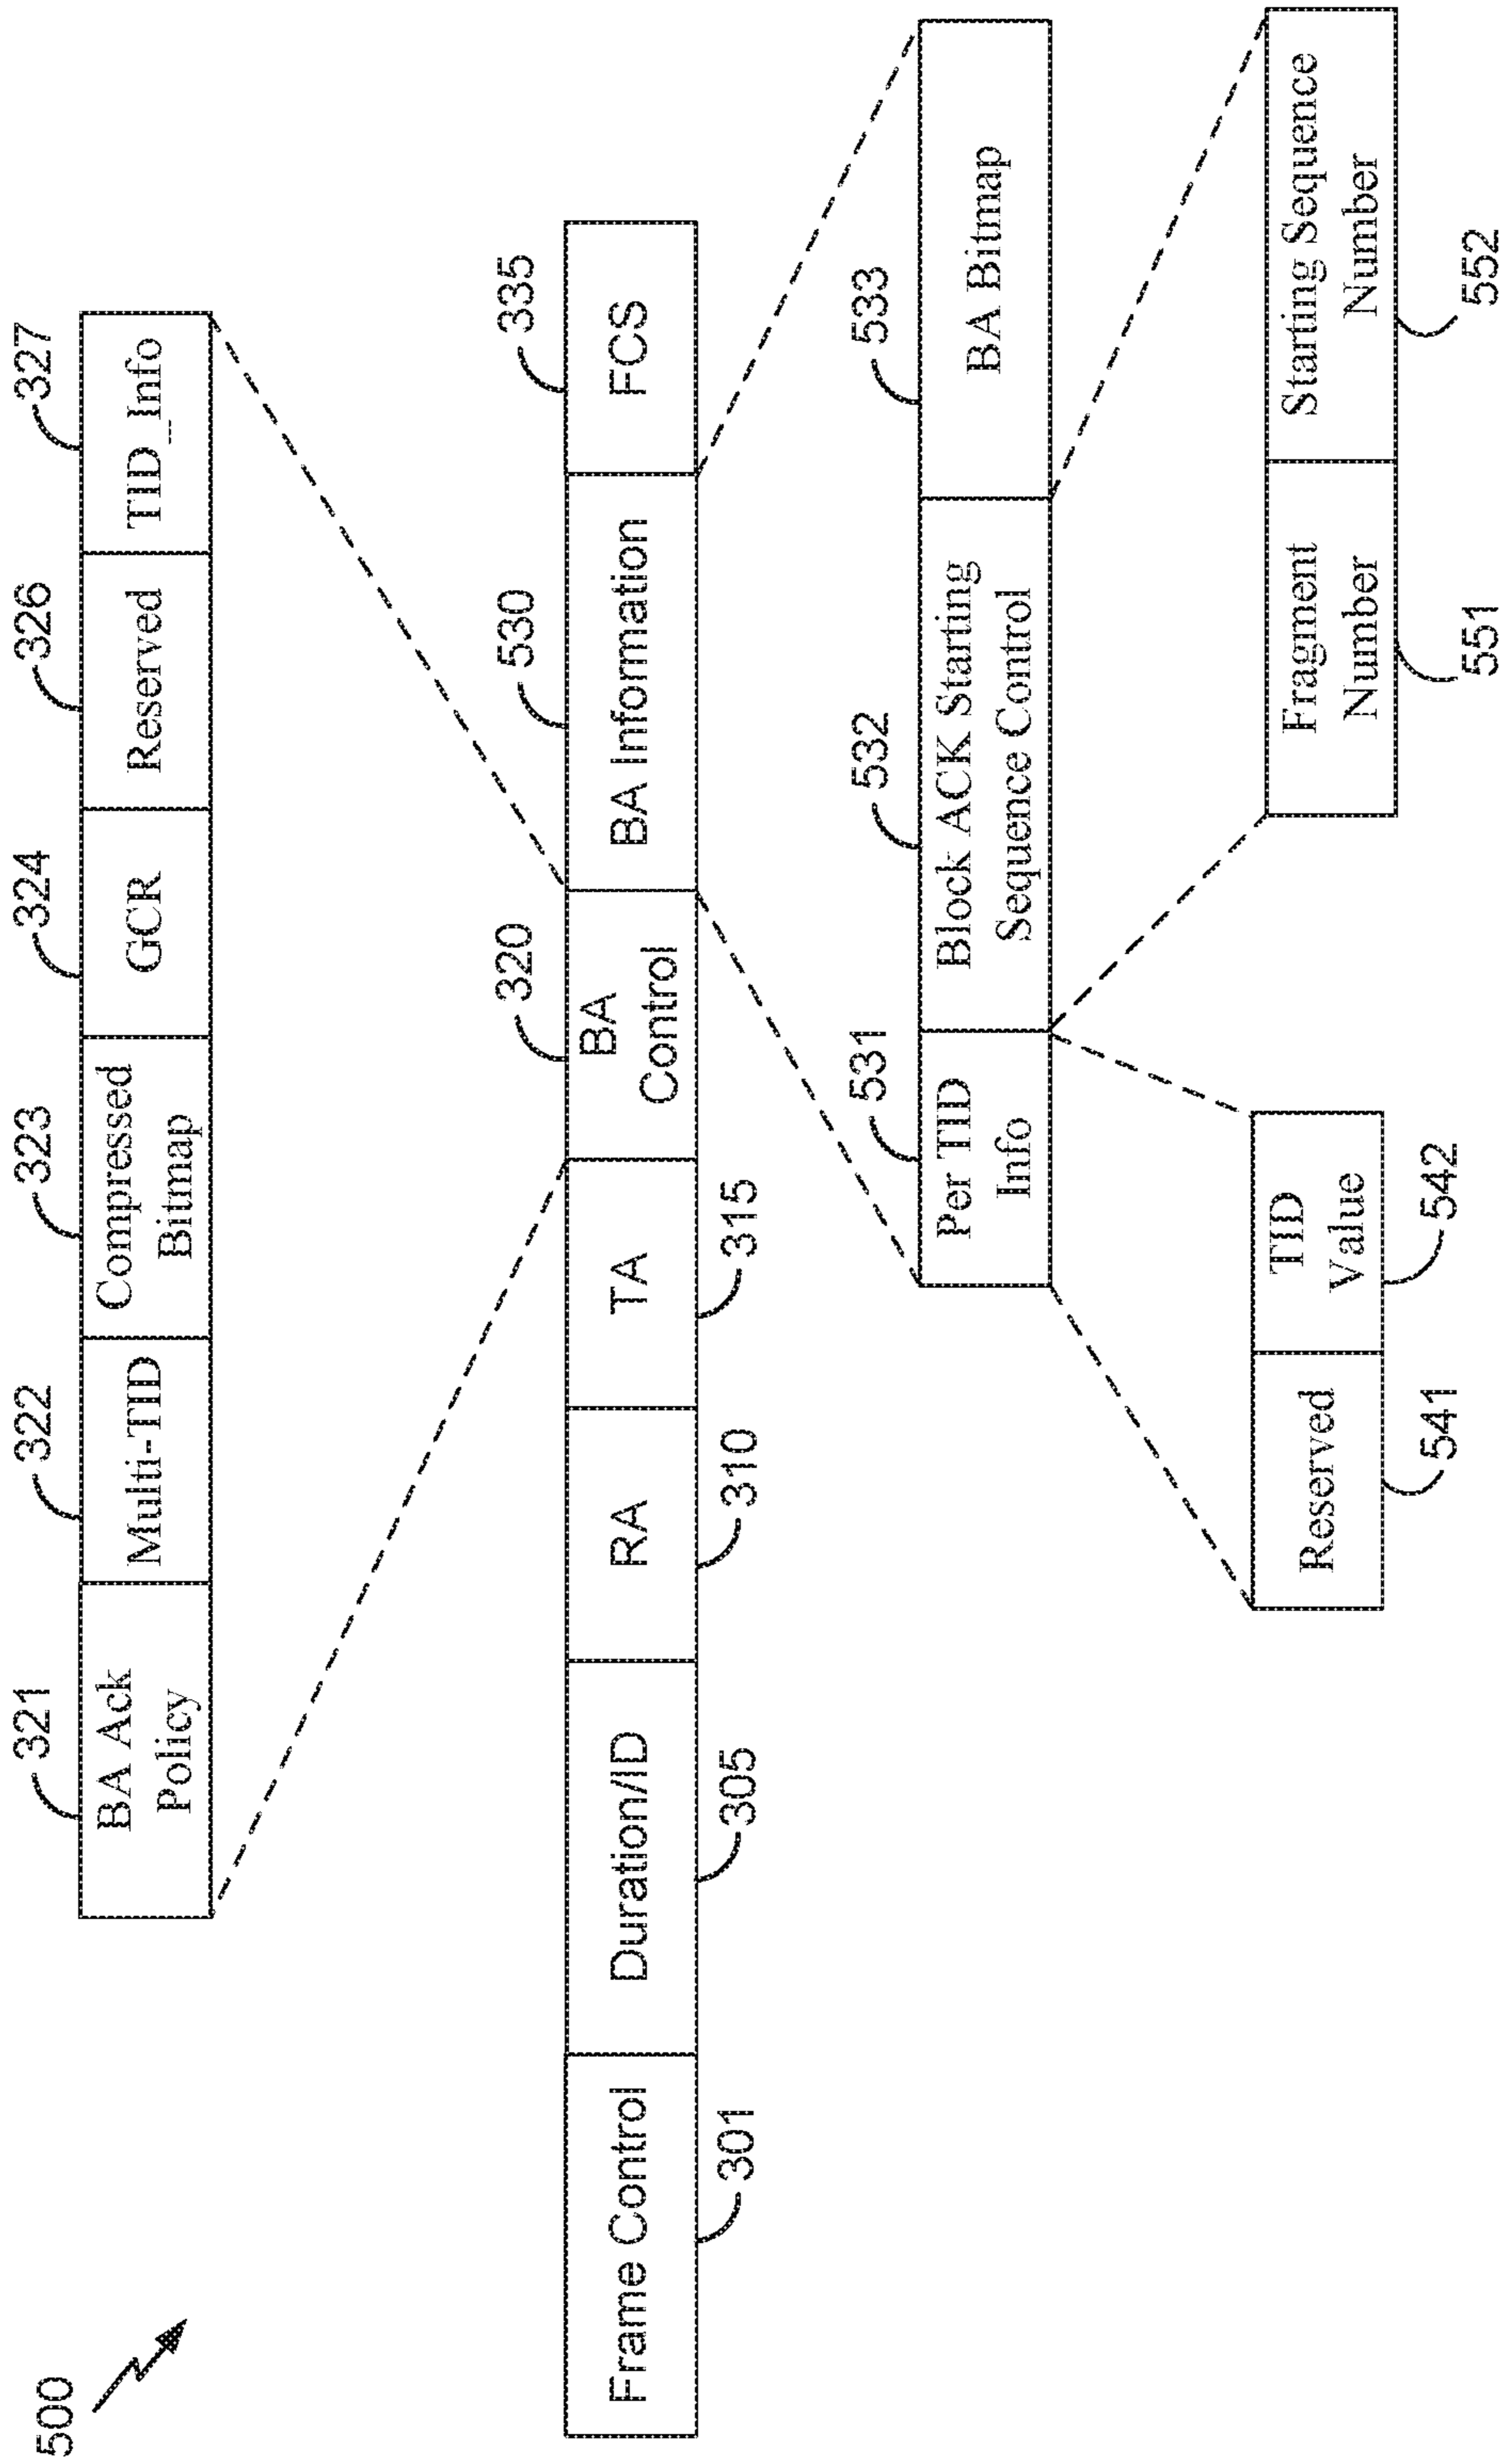 500
321
322
323
324
326
327
BA Ack
Policy
Multi-TID
Compressed
Bitmap
GCR
Reserved
TID_Info
320
530
335
Frame Control
Duration/ID
RA
TA
BA
Control
BA Information
FCS
301
305
310
315
531
532
533
Per TID
Info
Block ACK Starting
Sequence Control
BA Bitmap
Reserved
TID
Value
541
542
Fragment
Number
Starting Sequence
Number
551
552